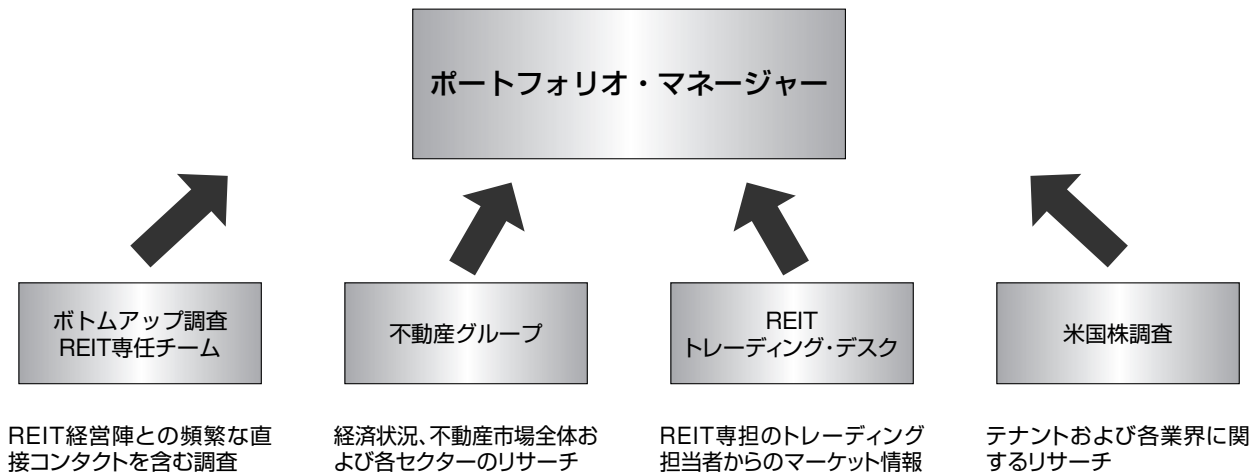 ポートフォリオ・マネージャー
ボトムアップ調査
REIT専任チーム
不動産グループ
REIT
トレーディング・デスク
米国株調査
REIT経営陣との頻繁な直
接コンタクトを含む調査
経済状況、不動産市場全体お
よび各セクターのリサーチ
REIT専担のトレーディング
担当者からのマーケット情報
テナントおよび各業界に関
するリサーチ